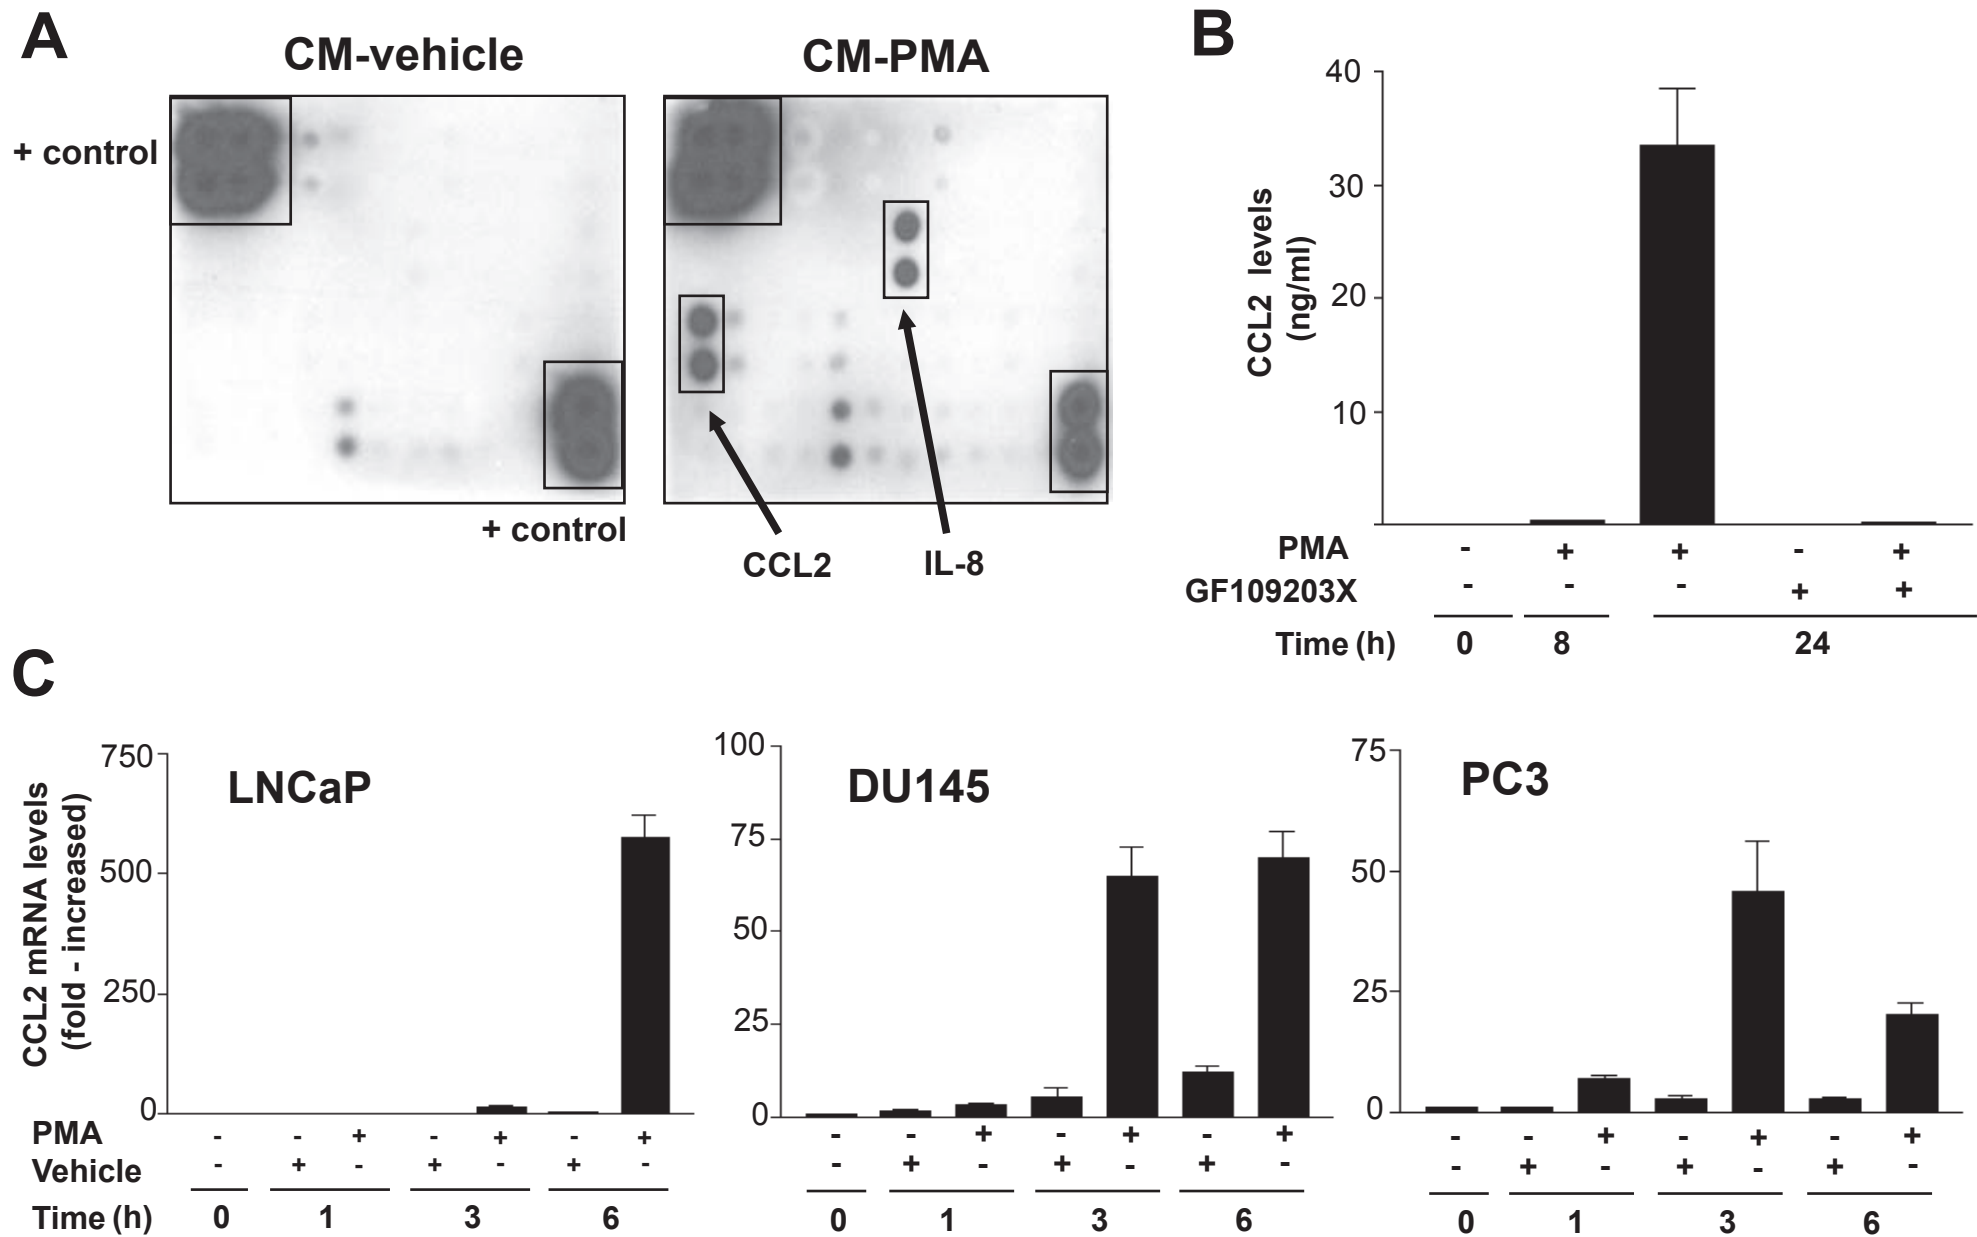 A
CM-vehicle
CM-PMA
+ control
+ control
CCL2
IL-8
B
CCL2 levels
(ng/ml)
40
30
20
10
PMA - + + - +
GF109203X - - - + +
Time (h) 0 8 24
C
CCL2 mRNA levels
(fold - increased)
LNCaP
750
500
250
0
PMA - - + - + - +
Vehicle - + - + - + -
Time (h) 0 1 3 6
DU145
100
75
50
25
0
- - + - + - +
- + - + - + -
0 1 3 6
PC3
75
50
25
0
- - + - + - +
- + - + - + -
0 1 3 6